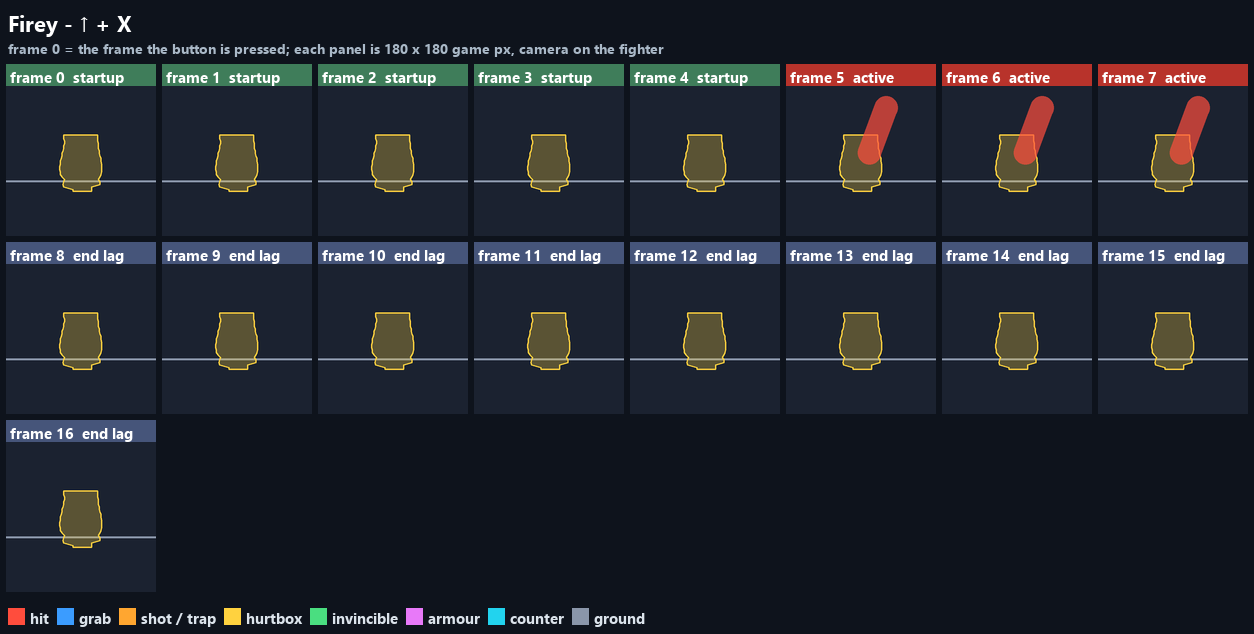 Firey - ↑ + X
frame 0 = the frame the button is pressed; each panel is 180 x 180 game px, camera on the fighter
frame 0 startup
frame 1 startup
frame 2 startup
frame 3 startup
frame 4 startup
frame 5 active
frame 6 active
frame 7 active
frame 8 end lag
frame 9 end lag
frame 10 end lag
frame 11 end lag
frame 12 end lag
frame 13 end lag
frame 14 end lag
frame 15 end lag
frame 16 end lag
hit grab shot / trap hurtbox invincible armour counter ground